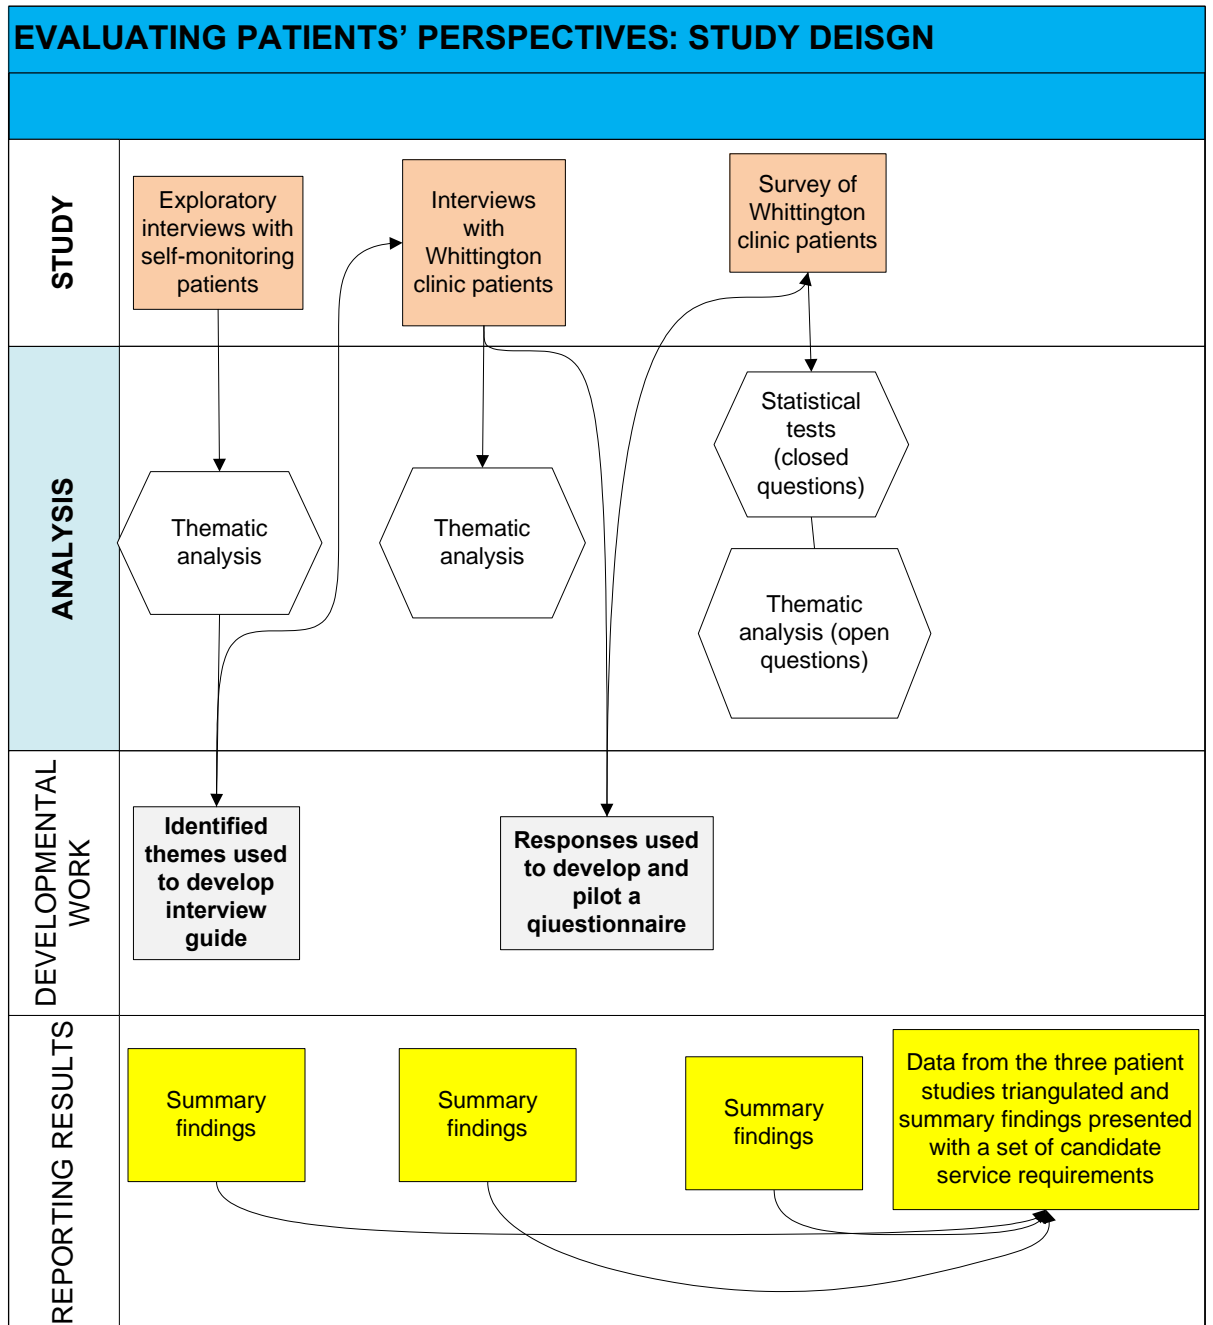 EVALUATING PATIENTS’ PERSPECTIVES: STUDY DEISGN
STUDY
Exploratory
interviews with
self-monitoring
patients
Interviews
with
Whittington
clinic patients
Survey of
Whittington
clinic patients
ANALYSIS
Thematic
analysis
Thematic
analysis
Statistical
tests
(closed
questions)
Thematic
analysis (open
questions)
DEVELOPMENTAL
WORK
Identified
themes used
to develop
interview
guide
Responses used
to develop and
pilot a
qiuestionnaire
REPORTING RESULTS
Summary
findings
Summary
findings
Summary
findings
Data from the three patient
studies triangulated and
summary findings presented
with a set of candidate
service requirements